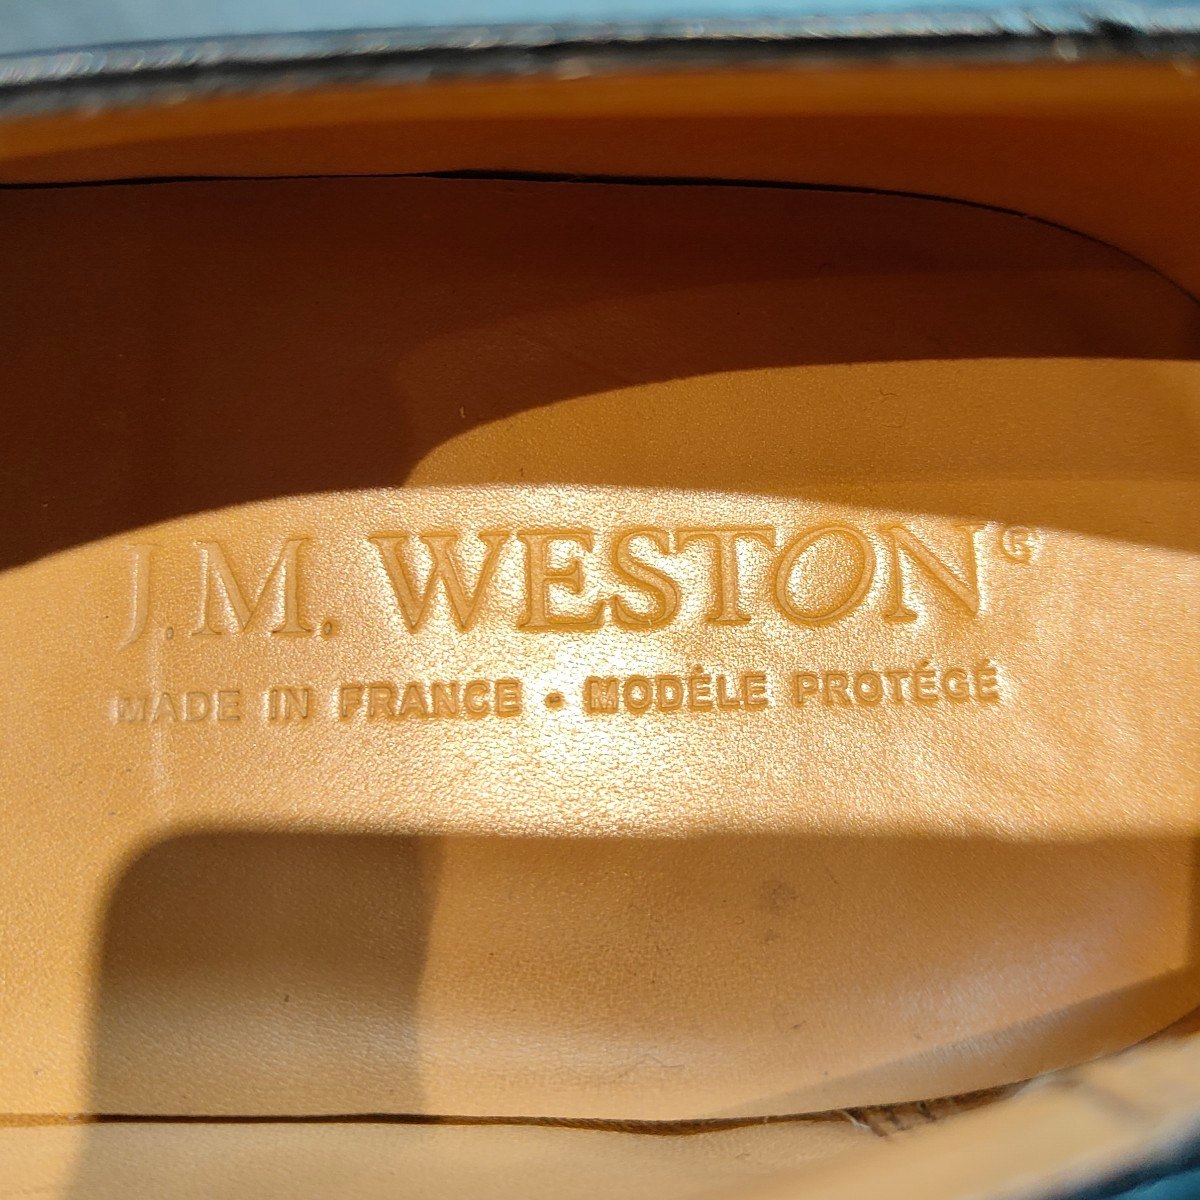 J.M. WESTON®
MADE IN FRANCE · MODÈLE PROTÉGÉ